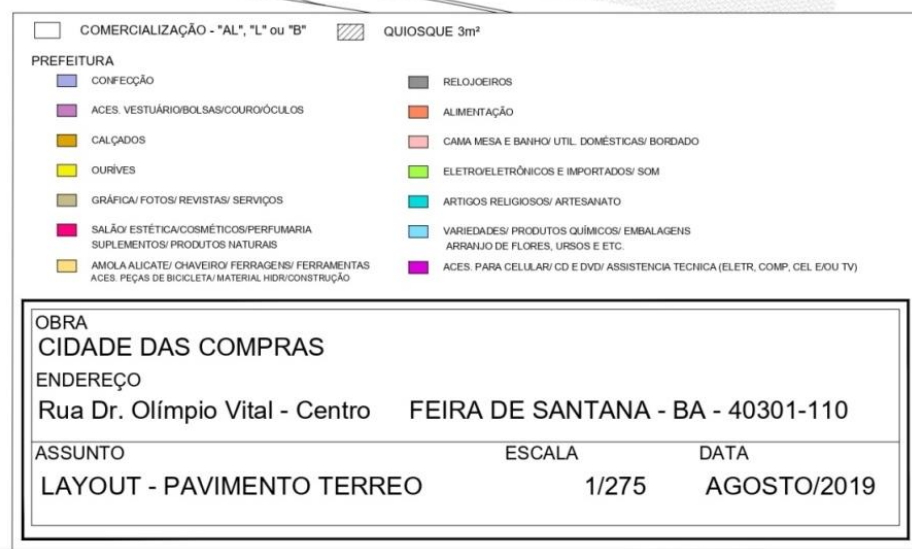 COMERCIALIZAÇÃO - "AL", "L" ou "B"
QUIOSQUE 3m²
PREFEITURA
CONFECÇÃO
ACES. VESTUÁRIO/BOLSAS/COURO/ÓCULOS
CALÇADOS
OURÍVES
GRÁFICA/ FOTOS/ REVISTAS/ SERVIÇOS
SALÃO/ ESTÉTICA/COSMÉTICOS/PERFUMARIA
SUPLEMENTOS/ PRODUTOS NATURAIS
AMOLA ALICATE/ CHAVEIRO/ FERRAGENS/ FERRAMENTAS
ACES. PEÇAS DE BICICLETA/ MATERIAL HIDR/CONSTRUÇÃO
RELOJOEIROS
ALIMENTAÇÃO
CAMA MESA E BANHO/ UTIL. DOMÉSTICAS/ BORDADO
ELETRO/ELETRÔNICOS E IMPORTADOS/ SOM
ARTIGOS RELIGIOSOS/ ARTESANATO
VARIEDADES/ PRODUTOS QUÍMICOS/ EMBALAGENS
ARRANJO DE FLORES, URSOS E ETC.
ACES. PARA CELULAR/ CD E DVD/ ASSISTENCIA TECNICA (ELETR, COMP, CEL E/OU TV)
OBRA
CIDADE DAS COMPRAS
ENDEREÇO
Rua Dr. Olímpio Vital - Centro FEIRA DE SANTANA - BA - 40301-110
ASSUNTO ESCALA DATA
LAYOUT - PAVIMENTO TERREO 1/275 AGOSTO/2019